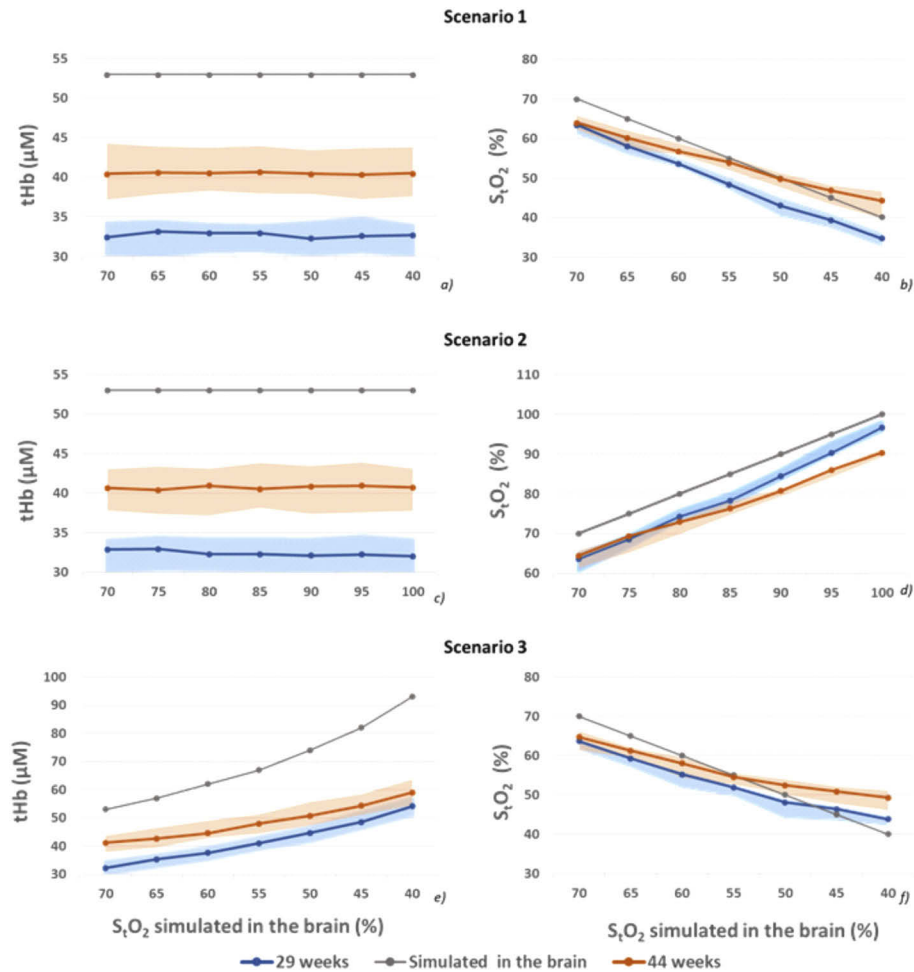 Scenario 1
tHb (µM)
55
50
45
40
35
30
70 65 60 55 50 45 40
a)
StO2 (%)
80
70
60
50
40
30
70 65 60 55 50 45 40
b)
Scenario 2
tHb (µM)
55
50
45
40
35
30
70 75 80 85 90 95 100
c)
StO2 (%)
110
100
90
80
70
60
70 75 80 85 90 95 100
d)
Scenario 3
tHb (µM)
100
90
80
70
60
50
40
30
70 65 60 55 50 45 40
e)
StO2 simulated in the brain (%)
StO2 (%)
80
70
60
50
40
30
70 65 60 55 50 45 40
f)
StO2 simulated in the brain (%)
29 weeks Simulated in the brain 44 weeks